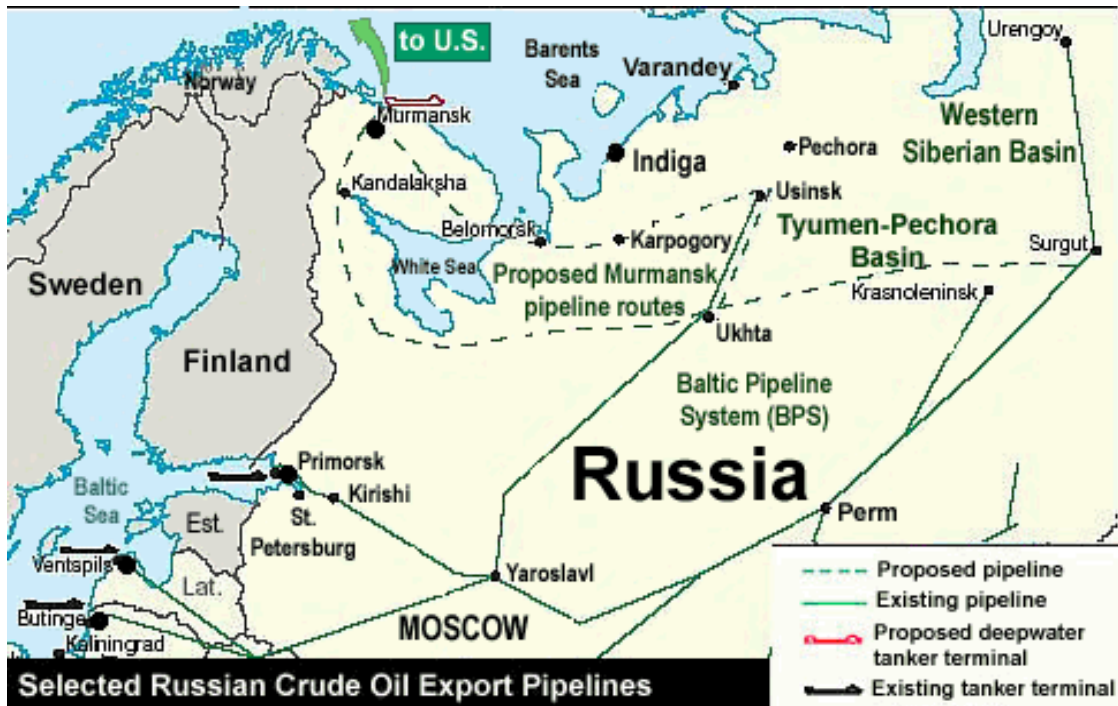 Urengoy
to U.S.
Barents
Sea
Varandey
Norway
Murmansk
Western
Siberian Basin
Pechora
Indiga
Kandalaksha
Usinsk
Belomorsk
Karpogory
Tyumen-Pechora
Basin
Surgut
White Sea
Proposed Murmansk
pipeline routes
Krasnoleninsk
Sweden
Ukhta
Finland
Baltic Pipeline
System (BPS)
Russia
Primorsk
Kirishi
Baltic
Sea
Est.
St.
Petersburg
Perm
Ventspils
Lat.
Yaroslavl
Butinge
MOSCOW
Kaliningrad
Proposed pipeline
Existing pipeline
Proposed deepwater
tanker terminal
Existing tanker terminal
Selected Russian Crude Oil Export Pipelines